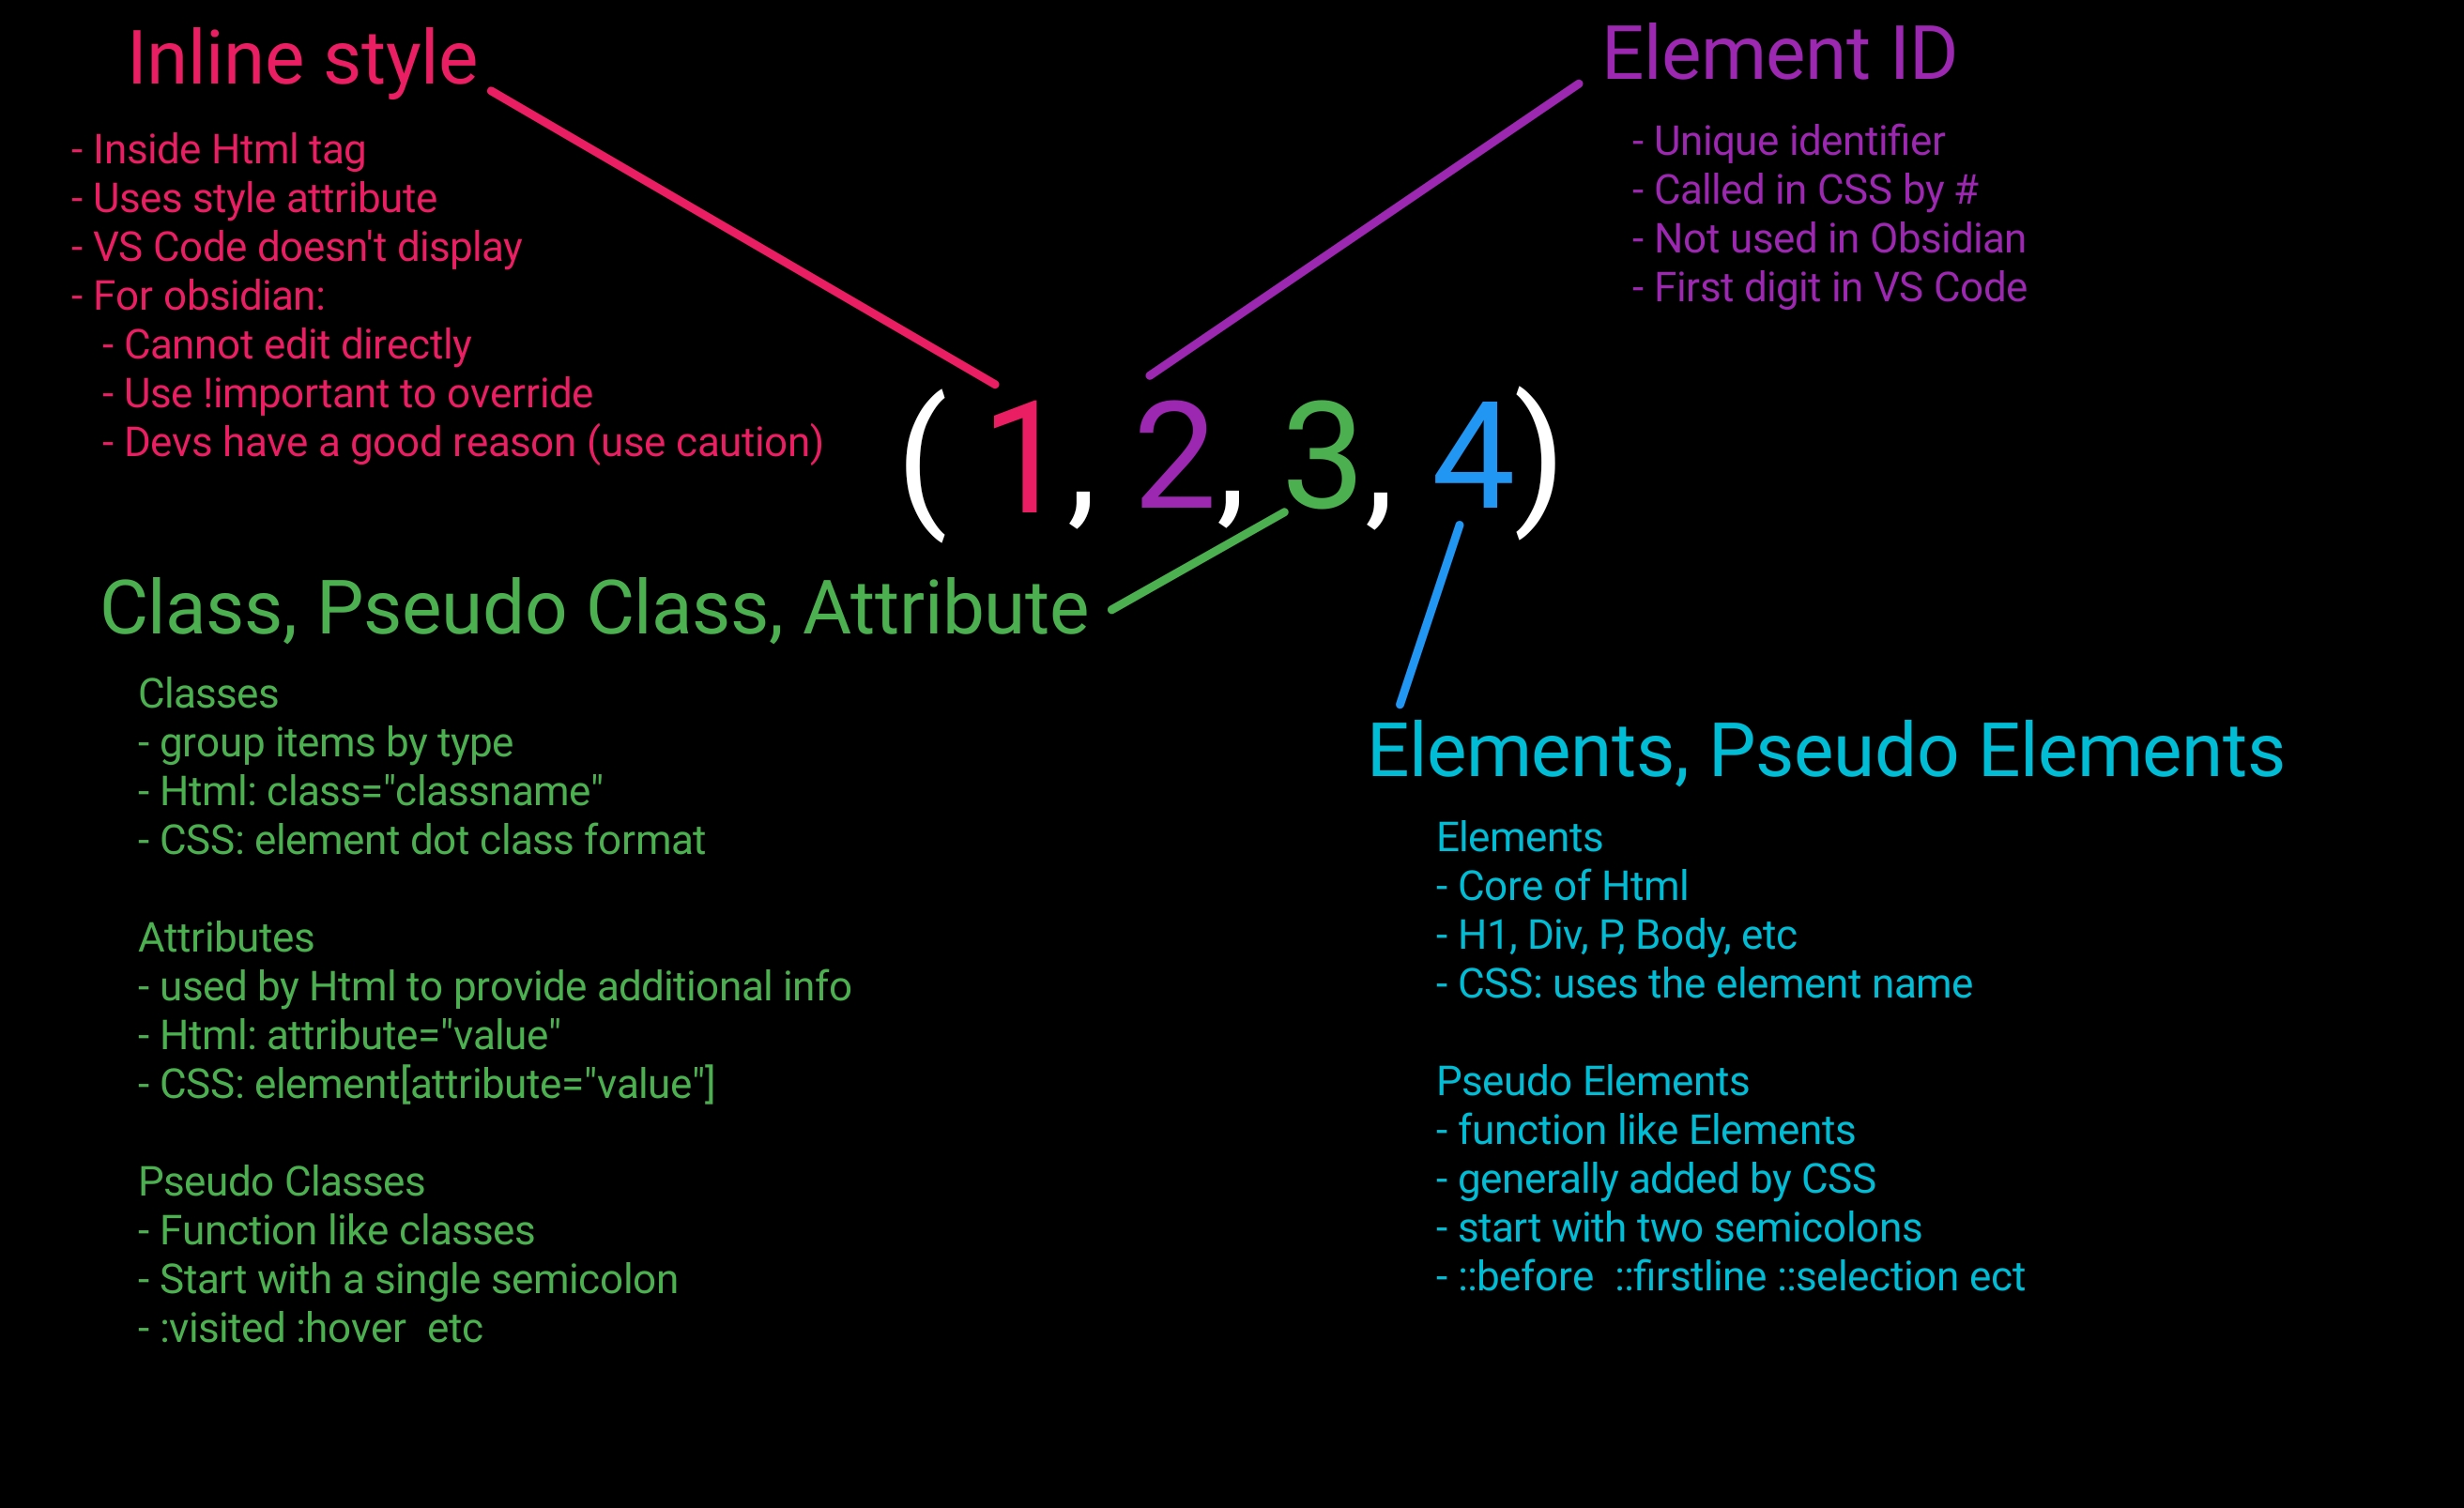 Inline style
- Inside Html tag
- Uses style attribute
- VS Code doesn't display
- For obsidian:
- Cannot edit directly
- Use !important to override
- Devs have a good reason (use caution)
Element ID
- Unique identifier
- Called in CSS by #
- Not used in Obsidian
- First digit in VS Code
( 1, 2, 3, 4)
Class, Pseudo Class, Attribute
Classes
- group items by type
- Html: class="classname"
- CSS: element dot class format
Attributes
- used by Html to provide additional info
- Html: attribute="value"
- CSS: element[attribute="value"]
Pseudo Classes
- Function like classes
- Start with a single semicolon
- :visited :hover  etc
Elements, Pseudo Elements
Elements
- Core of Html
- H1, Div, P, Body, etc
- CSS: uses the element name
Pseudo Elements
- function like Elements
- generally added by CSS
- start with two semicolons
- ::before  ::firstline ::selection ect